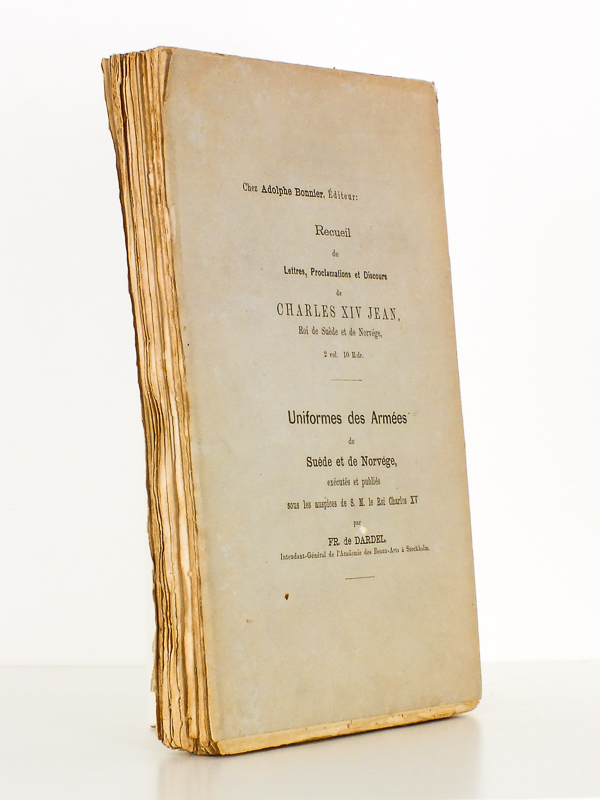 Chez Adolphe Bonnier, Éditeur:
Recueil
de
Lettres, Proclamations et Discours
de
CHARLES XIV JEAN,
Roi de Suède et de Norvège,
2 vol. 10 R:dr.
Uniformes des Armées
de
Suède et de Norvége,
exécutés et publiés
sous les auspices de S. M. le Roi Charles XV
par
FR. de DARDEL.
Intendant-Général de l'Académie des Beaux-Arts à Stockholm.